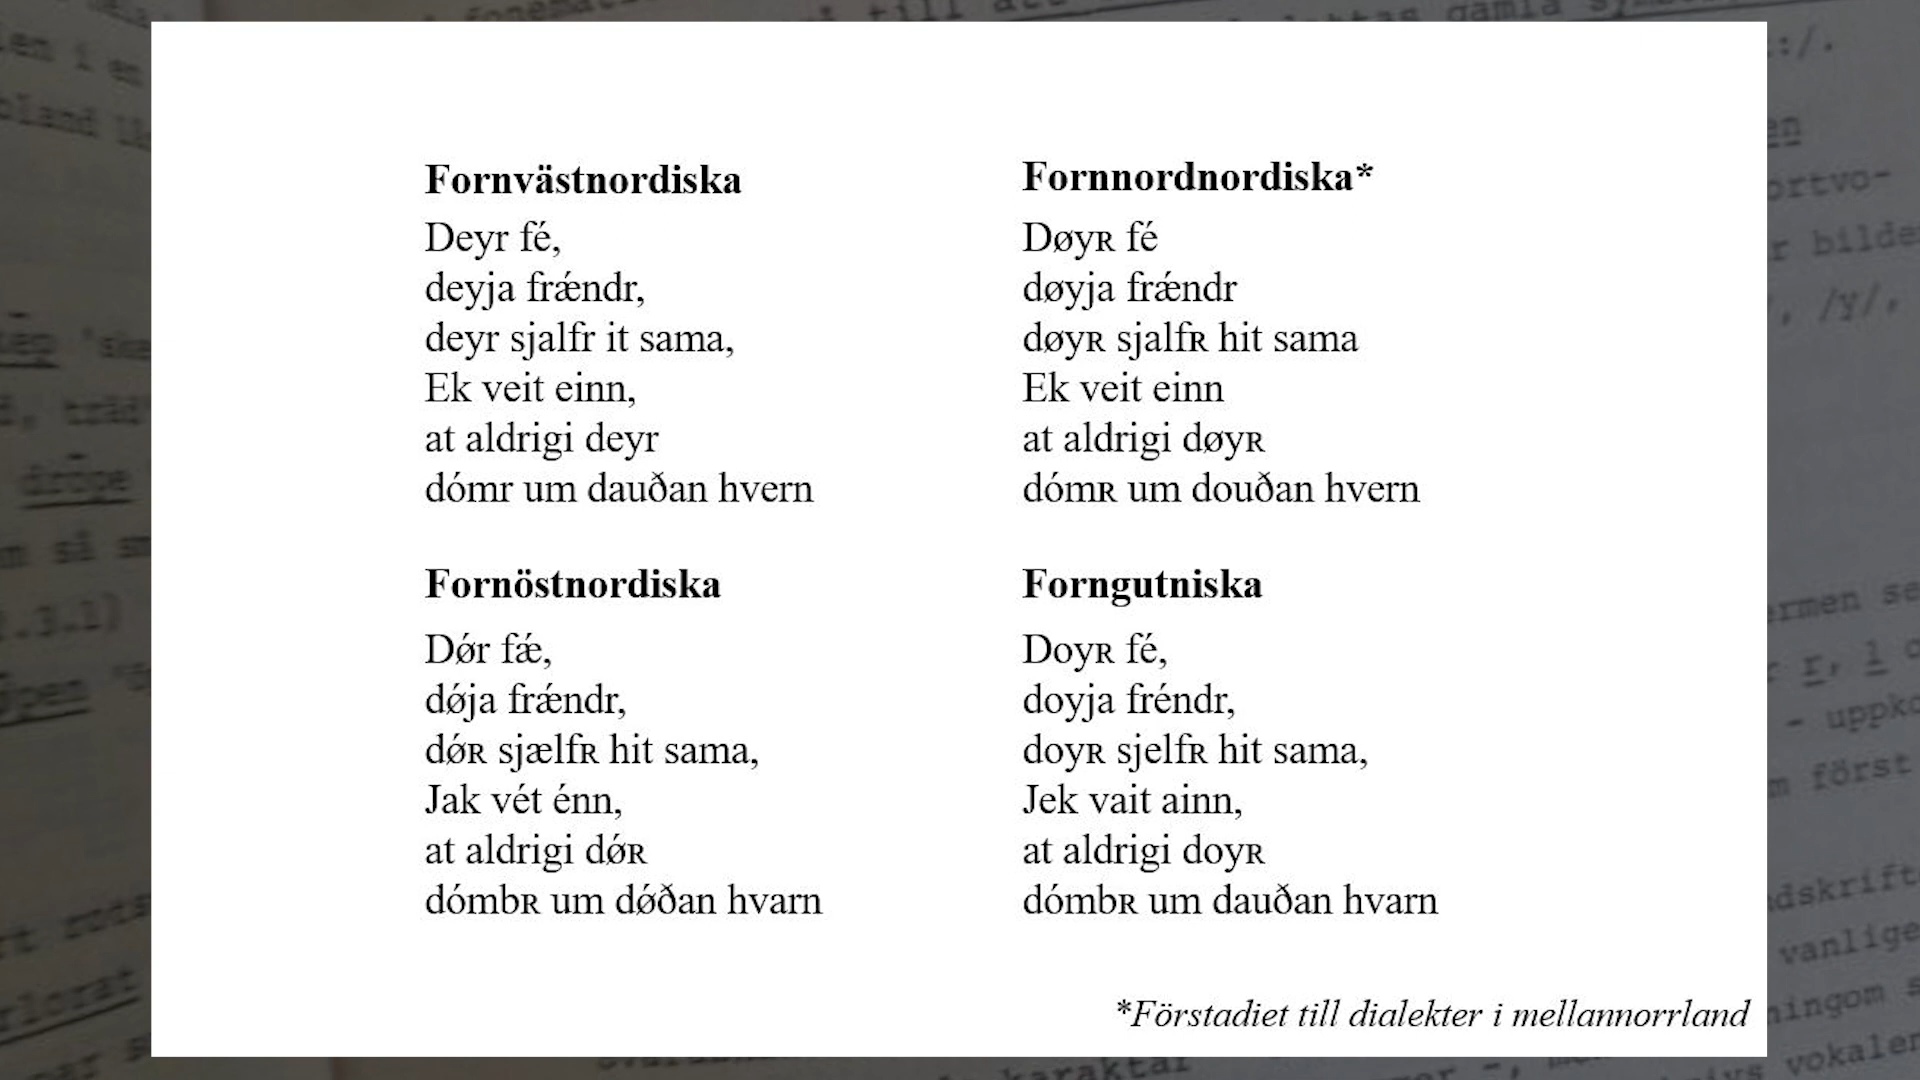 Fornvästnordiska
Deyr fé,
deyja frǽndr,
deyr sjalfr it sama,
Ek veit einn,
at aldrigi deyr
dómr um dauðan hvern
Fornnordnordiska*
Døyʀ fé
døyja frǽndr
døyʀ sjalfʀ hit sama
Ek veit einn
at aldrigi døyʀ
dómʀ um douðan hvern
Fornöstnordiska
Dǿr fǽ,
dǿja frǽndr,
dǿʀ sjælfʀ hit sama,
Jak vét énn,
at aldrigi dǿʀ
dómbʀ um dǿðan hvarn
Forngutniska
Doyʀ fé,
doyja fréndr,
doyʀ sjelfʀ hit sama,
Jek vait ainn,
at aldrigi doyʀ
dómbʀ um dauðan hvarn
*Förstadiet till dialekter i mellannorrland